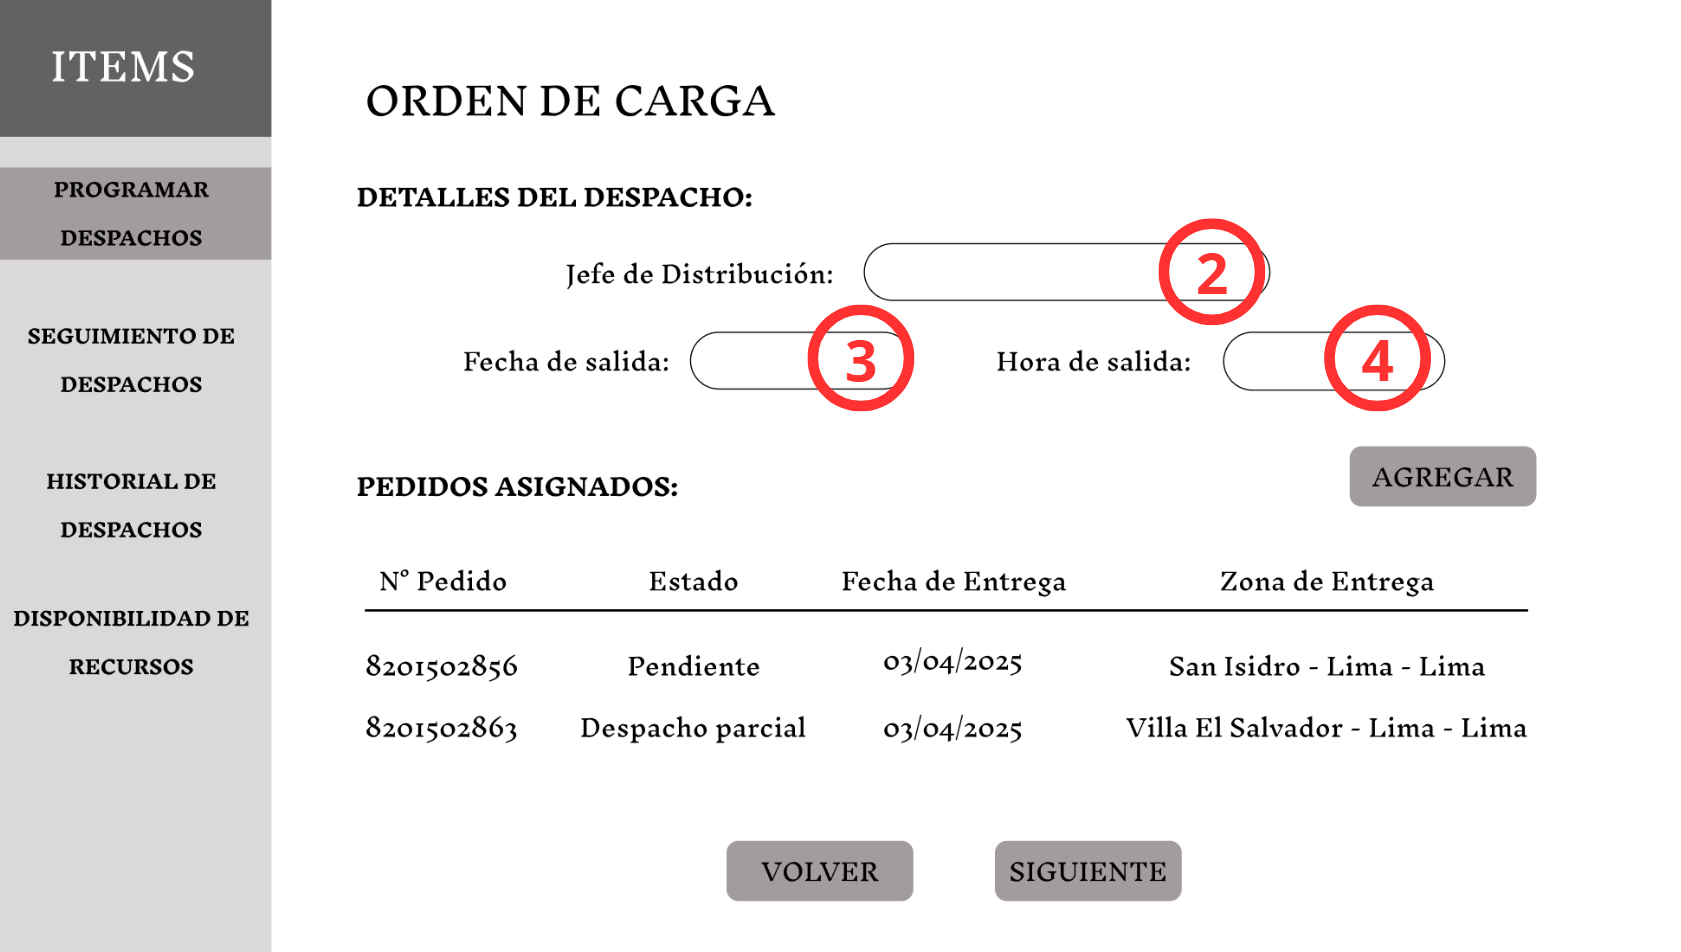 ITEMS
PROGRAMAR
DESPACHOS
SEGUIMIENTO DE
DESPACHOS
HISTORIAL DE
DESPACHOS
DISPONIBILIDAD DE
RECURSOS
ORDEN DE CARGA
DETALLES DEL DESPACHO:
Jefe de Distribución: 2
Fecha de salida: 3 Hora de salida: 4
AGREGAR
PEDIDOS ASIGNADOS:
N° Pedido Estado Fecha de Entrega Zona de Entrega
8201502856 Pendiente 03/04/2025 San Isidro - Lima - Lima
8201502863 Despacho parcial 03/04/2025 Villa El Salvador - Lima - Lima
VOLVER SIGUIENTE